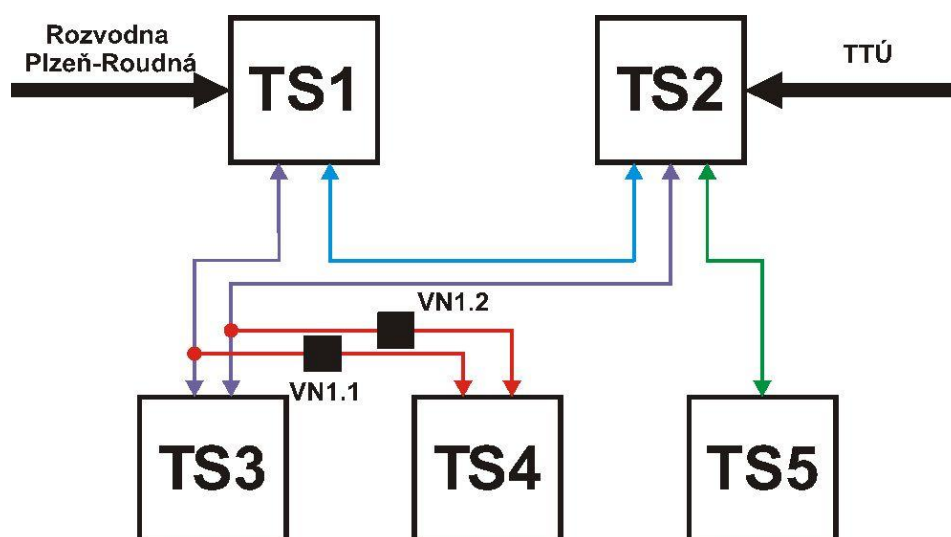 Rozvodna
Plzeň-Roudná
TS1
TS2
TTÚ
VN1.2
VN1.1
TS3
TS4
TS5